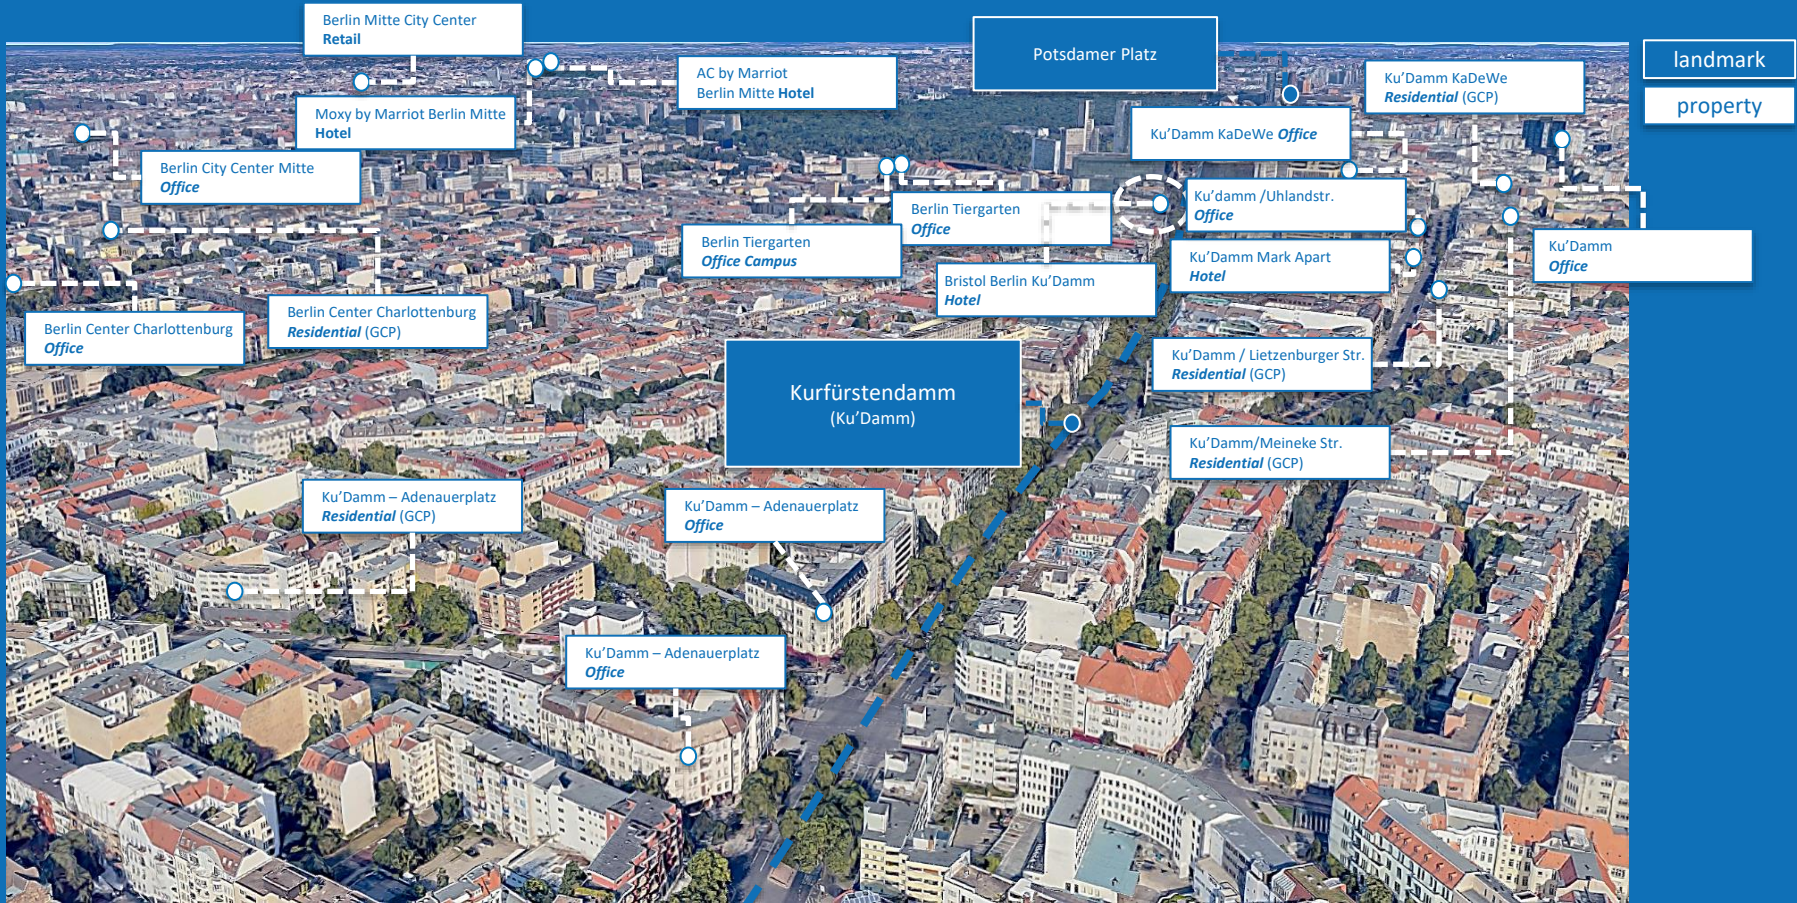 Berlin Mitte City Center
Retail
Potsdamer Platz
landmark
property
AC by Marriot
Berlin Mitte Hotel
Ku'Damm KaDeWe
Residential (GCP)
Moxy by Marriot Berlin Mitte
Hotel
Ku'Damm KaDeWe Office
Berlin City Center Mitte
Office
Berlin Tiergarten
Office
Ku'damm /Uhlandstr.
Office
Berlin Tiergarten
Office Campus
Ku'Damm Mark Apart
Hotel
Ku'Damm
Office
Bristol Berlin Ku'Damm
Hotel
Berlin Center Charlottenburg
Office
Berlin Center Charlottenburg
Residential (GCP)
Ku'Damm / Lietzenburger Str.
Residential (GCP)
Kurfürstendamm
(Ku'Damm)
Ku'Damm/Meineke Str.
Residential (GCP)
Ku'Damm – Adenauerplatz
Residential (GCP)
Ku'Damm – Adenauerplatz
Office
Ku'Damm – Adenauerplatz
Office